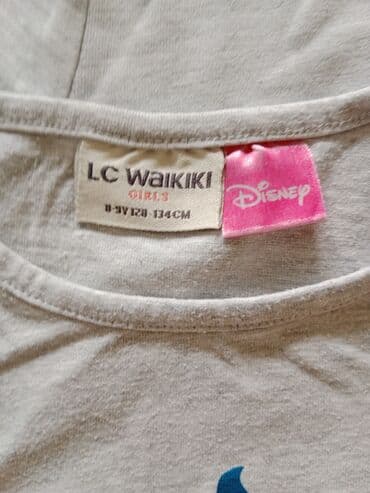 LC WAIKIKI
GIRLS
8-9Y 128-134CM
Disney